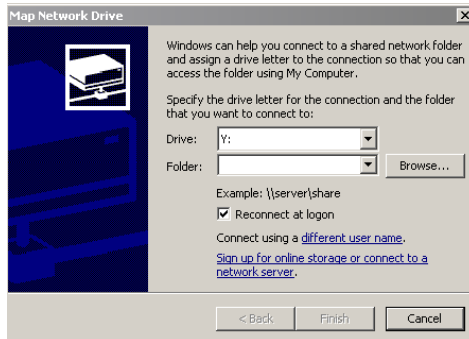 Map Network Drive
Windows can help you connect to a shared network folder
and assign a drive letter to the connection so that you can
access the folder using My Computer.
Specify the drive letter for the connection and the folder
that you want to connect to:
Drive: Y:
Folder: Browse...
Example: \\server\share
Reconnect at logon
Connect using a different user name.
Sign up for online storage or connect to a
network server.
< Back Finish Cancel